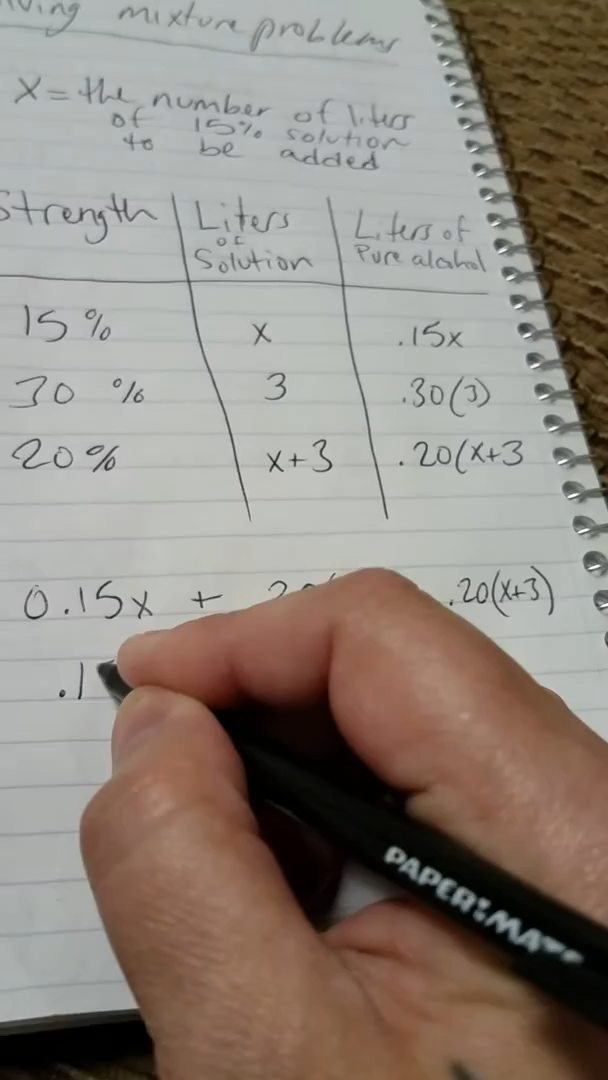 mixture problems
X = the number of liters
of 15% solution
to be added
Strength Liters of Solution Liters of Pure alcohol
15% x .15x
30 % 3 .30(3)
20% x+3 .20(x+3
0.15x + .20(x+3)
.1
PAPER:MATE